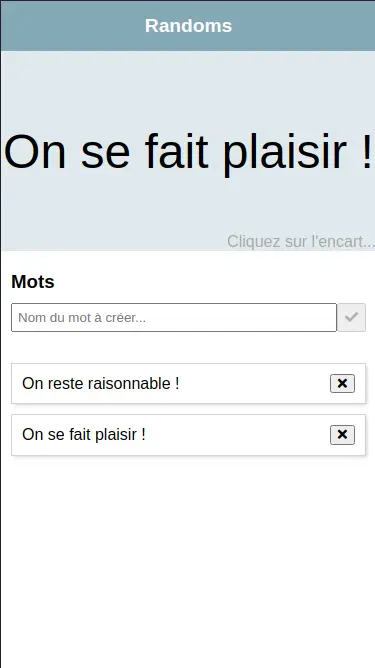 Randoms
On se fait plaisir !
Cliquez sur l'encart...
Mots
Nom du mot à créer...
On reste raisonnable !
On se fait plaisir !